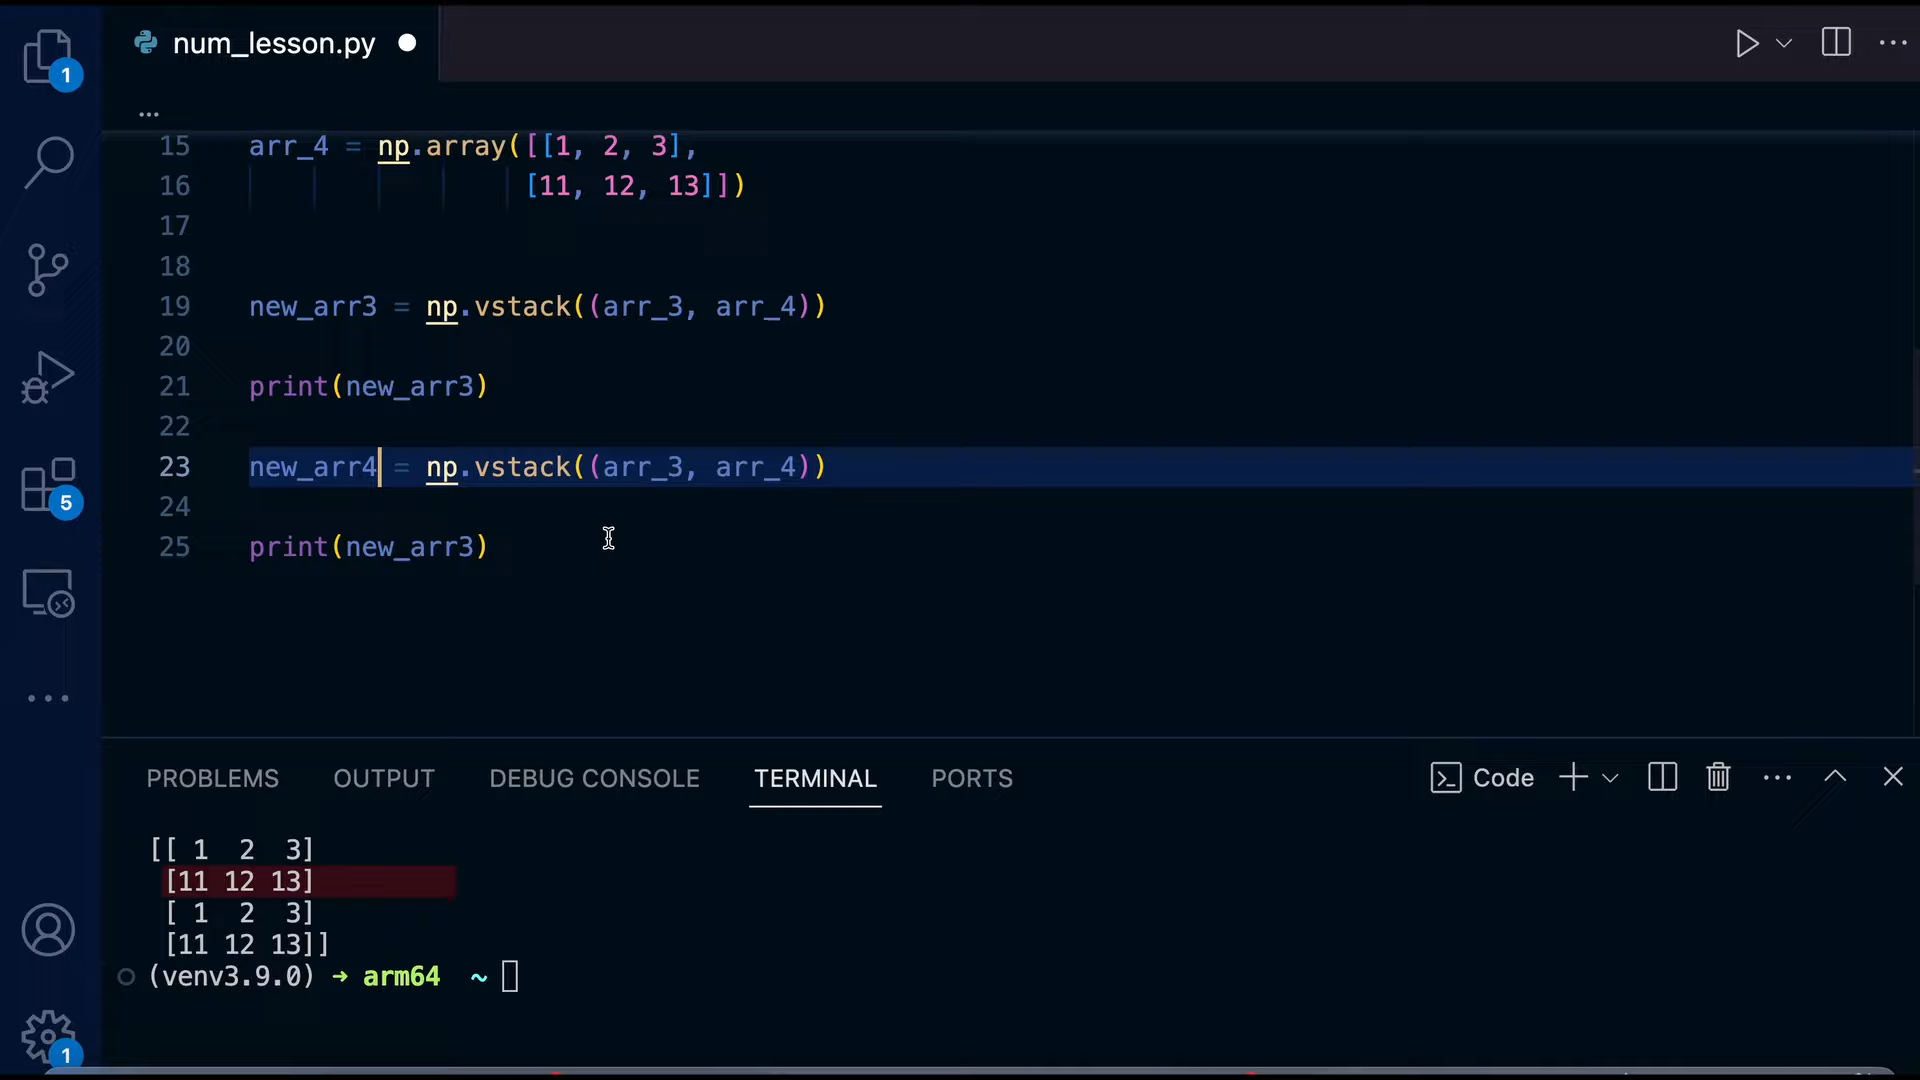 1
num_lesson.py
...
15 arr_4 = np.array([[1, 2, 3],
16 [11, 12, 13]])
17
18
19 new_arr3 = np.vstack((arr_3, arr_4))
20
21 print(new_arr3)
22
23 new_arr4 = np.vstack((arr_3, arr_4))
24
25 print(new_arr3)
5
PROBLEMS OUTPUT DEBUG CONSOLE TERMINAL PORTS Code
[[ 1 2 3]
[11 12 13]
[ 1 2 3]
[11 12 13]]
(venv3.9.0) → arm64 ~
1